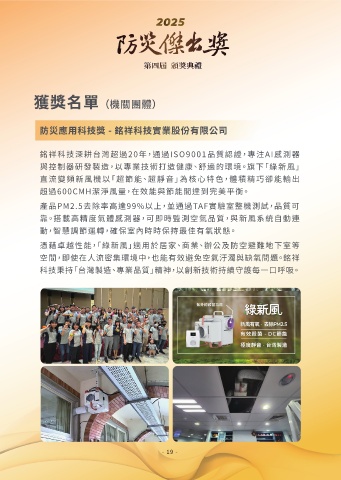 2025
防災傑出獎
第四屆 頒獎典禮
獲獎名單（機關團體）
防災應用科技獎 - 銘祥科技實業股份有限公司
銘祥科技深耕台灣超過20年，通過ISO9001品質認證，專注AI感測器
與控制器研發製造，以專業技術打造健康、舒適的環境。旗下「綠新風」
直流變頻新風機以「超節能、超靜音」為核心特色，體積精巧卻能輸出
超過600CMH潔淨風量，在效能與節能間達到完美平衡。
產品PM2.5去除率高達99%以上，並通過TAF實驗室整機測試，品質可
靠。搭載高精度氣體感測器，可即時監測空氣品質，與新風系統自動連
動，智慧調節運轉，確保室內時時保持最佳有氧狀態。
憑藉卓越性能，「綠新風」適用於居家、商業、辦公及防空避難地下室等
空間，即使在人流密集環境中，也能有效避免空氣汙濁與缺氧問題。銘祥
科技秉持「台灣製造、專業品質」精神，以創新技術持續守護每一口呼吸。
綠新風
- 19 -